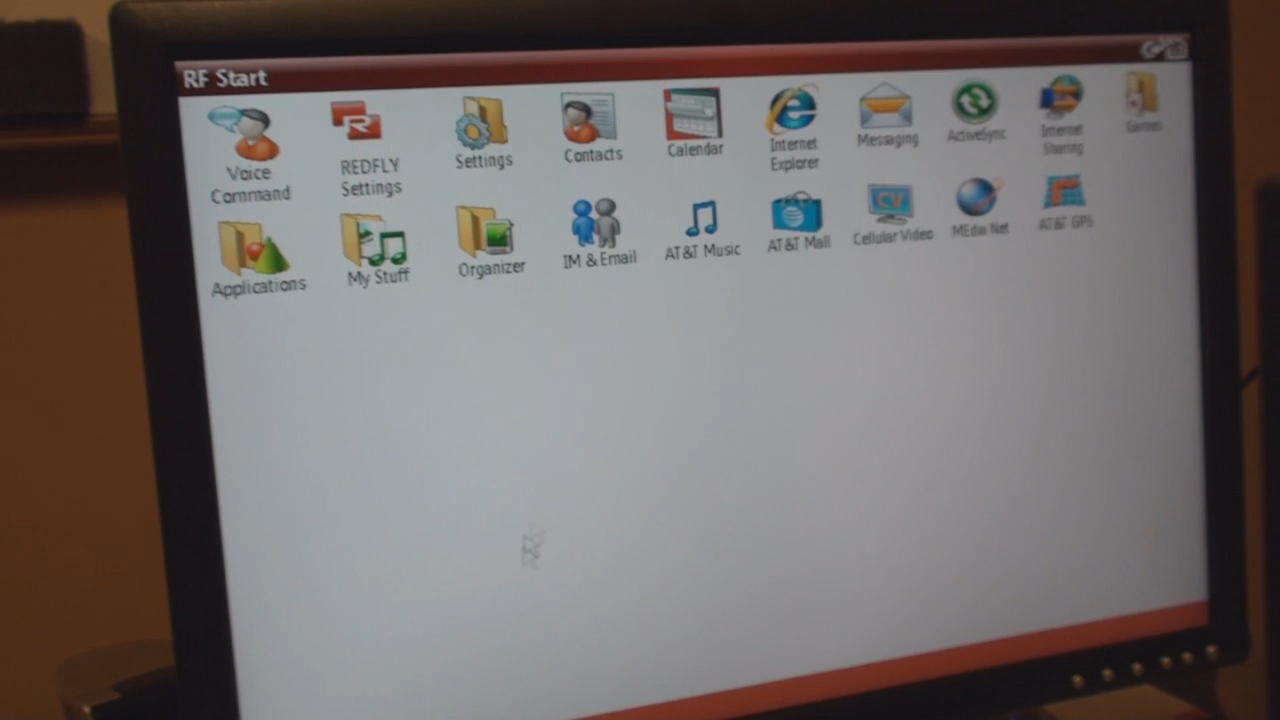 RF Start
Voice
Command
REDFLY
Settings
Settings
Contacts
Calendar
Internet
Explorer
Messaging
ActiveSync
Internet
Sharing
Games
Applications
My Stuff
Organizer
IM & Email
AT&T Music
AT&T Mall
CV
Cellular Video
MEdia Net
AT&T GPS